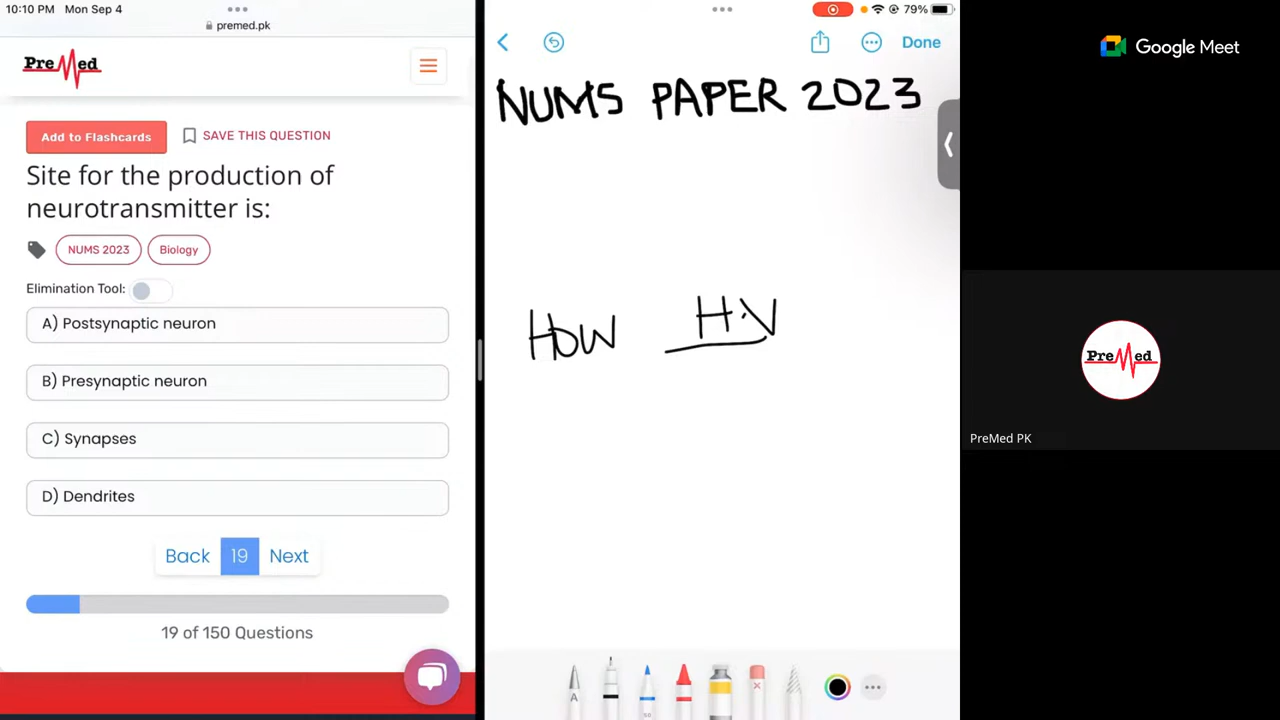 10:10 PM Mon Sep 4
premed.pk
PreMed
Add to Flashcards
SAVE THIS QUESTION
Site for the production of
neurotransmitter is:
NUMS 2023
Biology
Elimination Tool:
A) Postsynaptic neuron
B) Presynaptic neuron
C) Synapses
D) Dendrites
Back 19 Next
19 of 150 Questions
79%
Done
NUMS PAPER 2023
HOW H.V
A
50
Google Meet
PreMed
PreMed PK